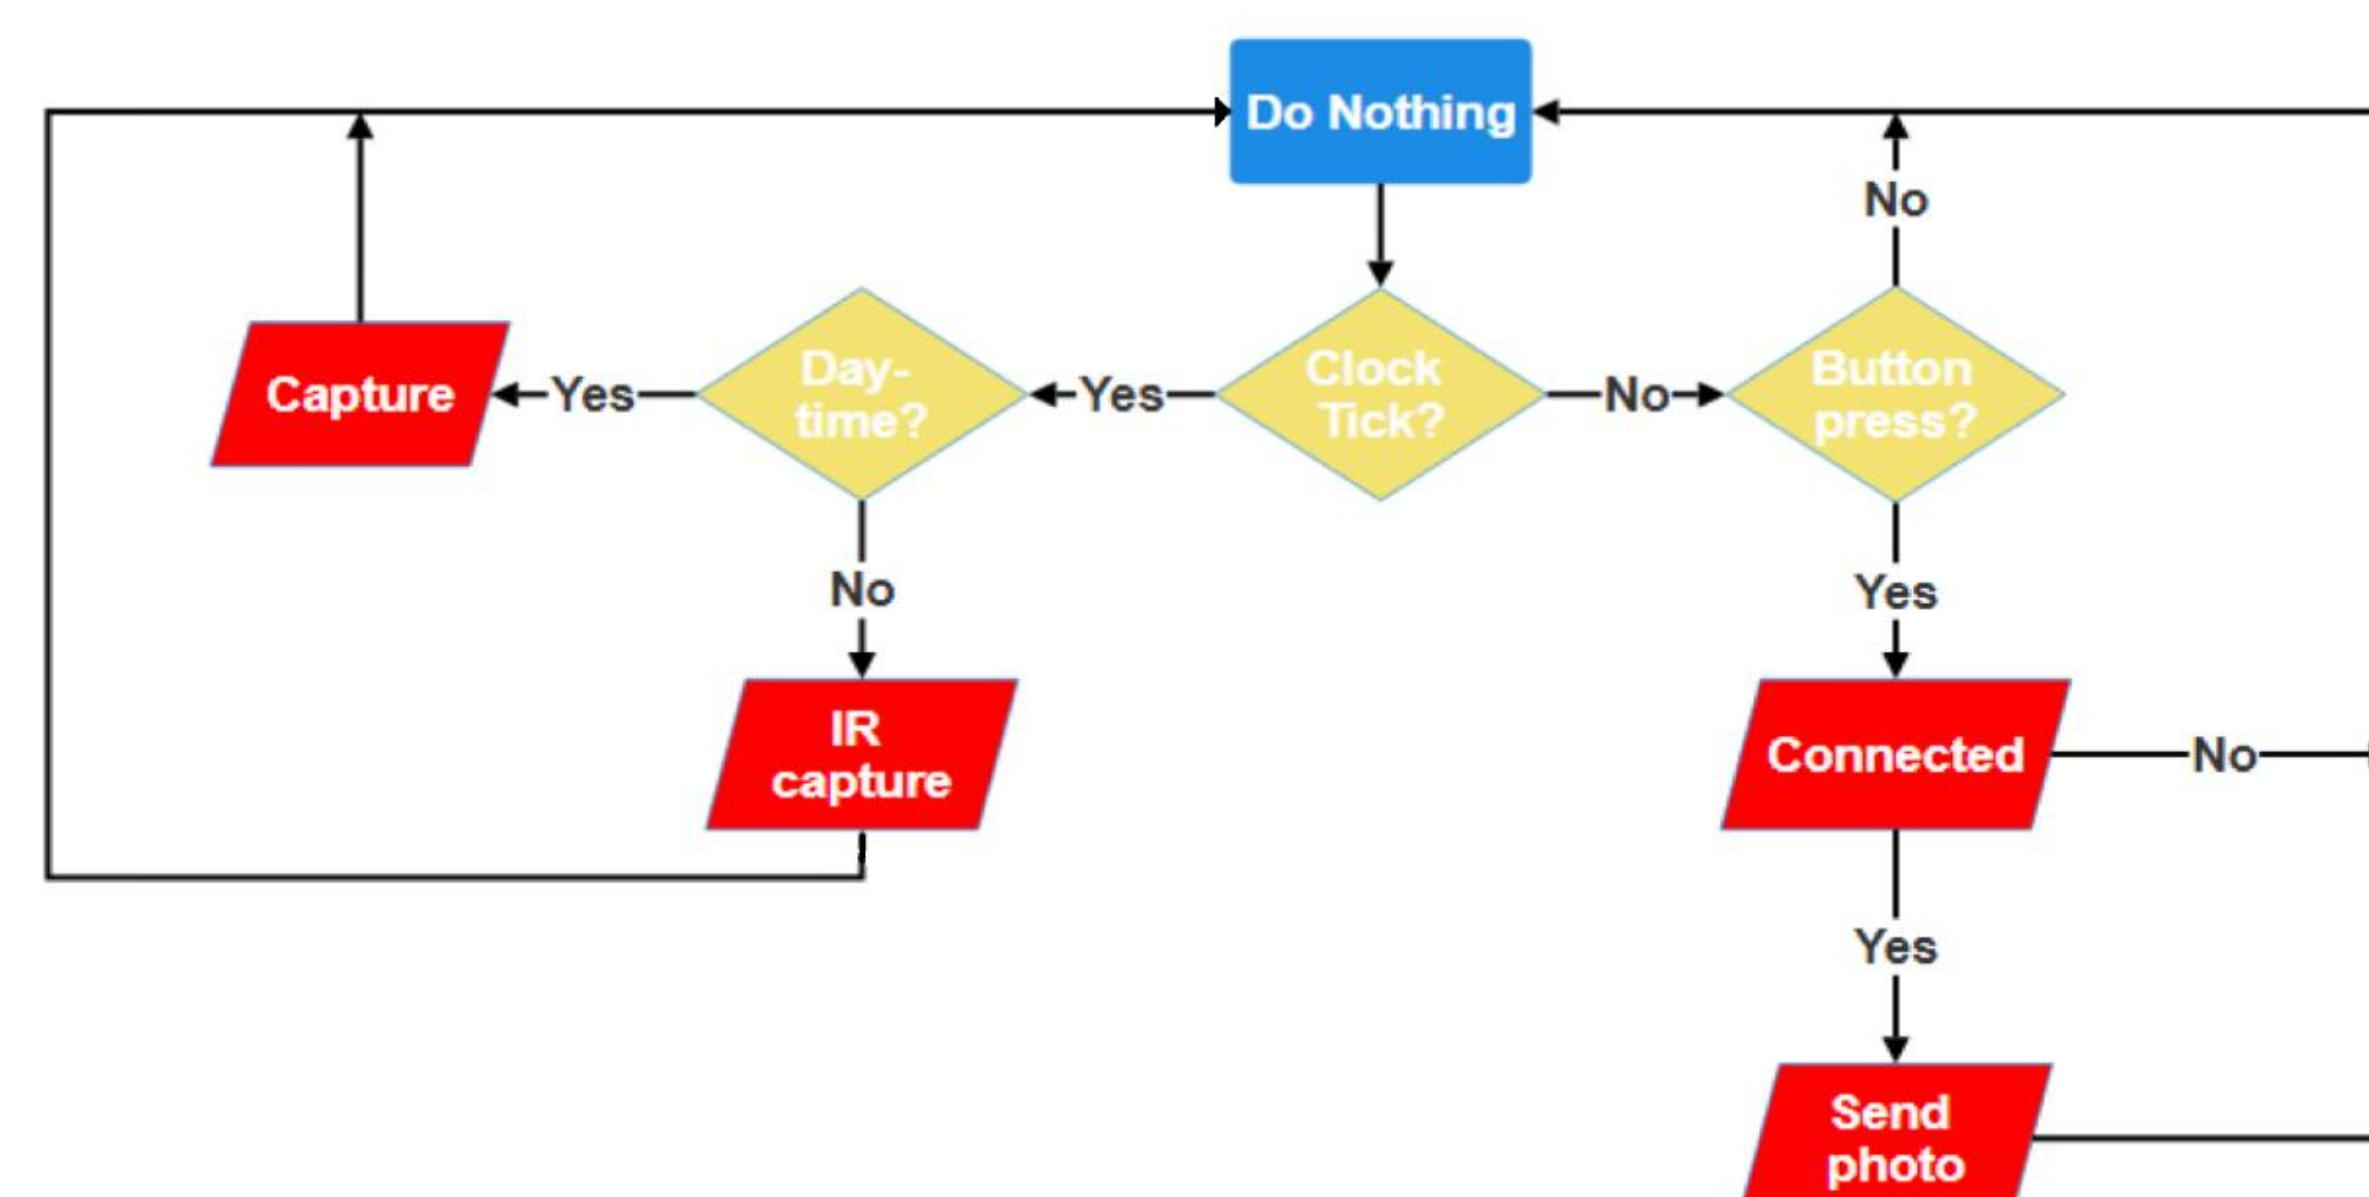 Do Nothing
No
Capture
Yes
Day-
time?
Yes
Clock
Tick?
No
Button
press?
No
Yes
IR
capture
Connected
No
Yes
Send
photo